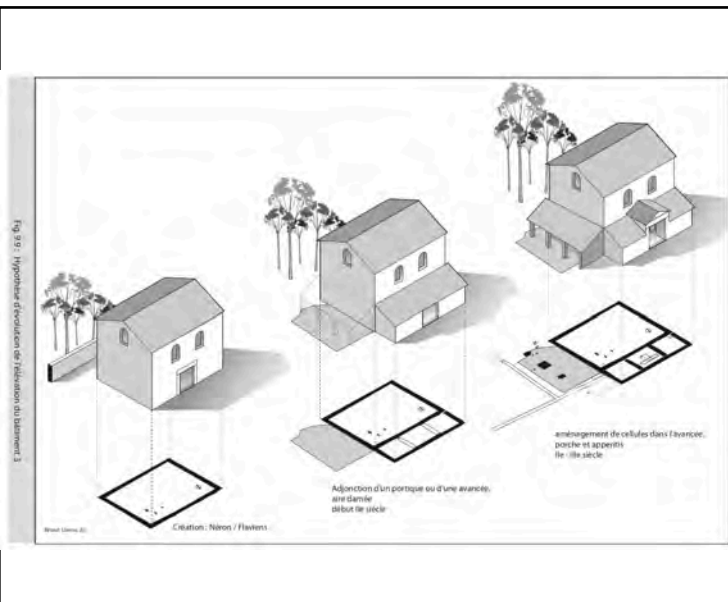 Fig. 9.9 : Hypothèse d'évolution de l'élévation du bâtiment 3
Création : Néron / Flaviens
Adjonction d'un portique ou d'une avancée,
aire damée
début IIe siècle
aménagement de cellules dans l'avancée,
porche et appentis
IIe - IIIe siècle